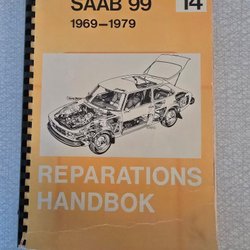 SAAB 99
14
1969—1979
REPARATIONS
HANDBOK